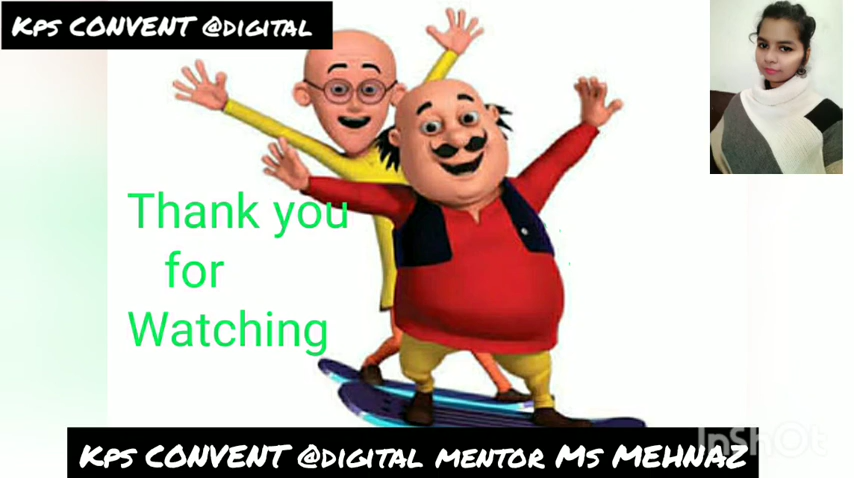 Kps CONVENT @DIGITAL
Thank you
for
Watching
Kps CONVENT @DIGITAL MENTOR Ms MEHNAZ
InShOt